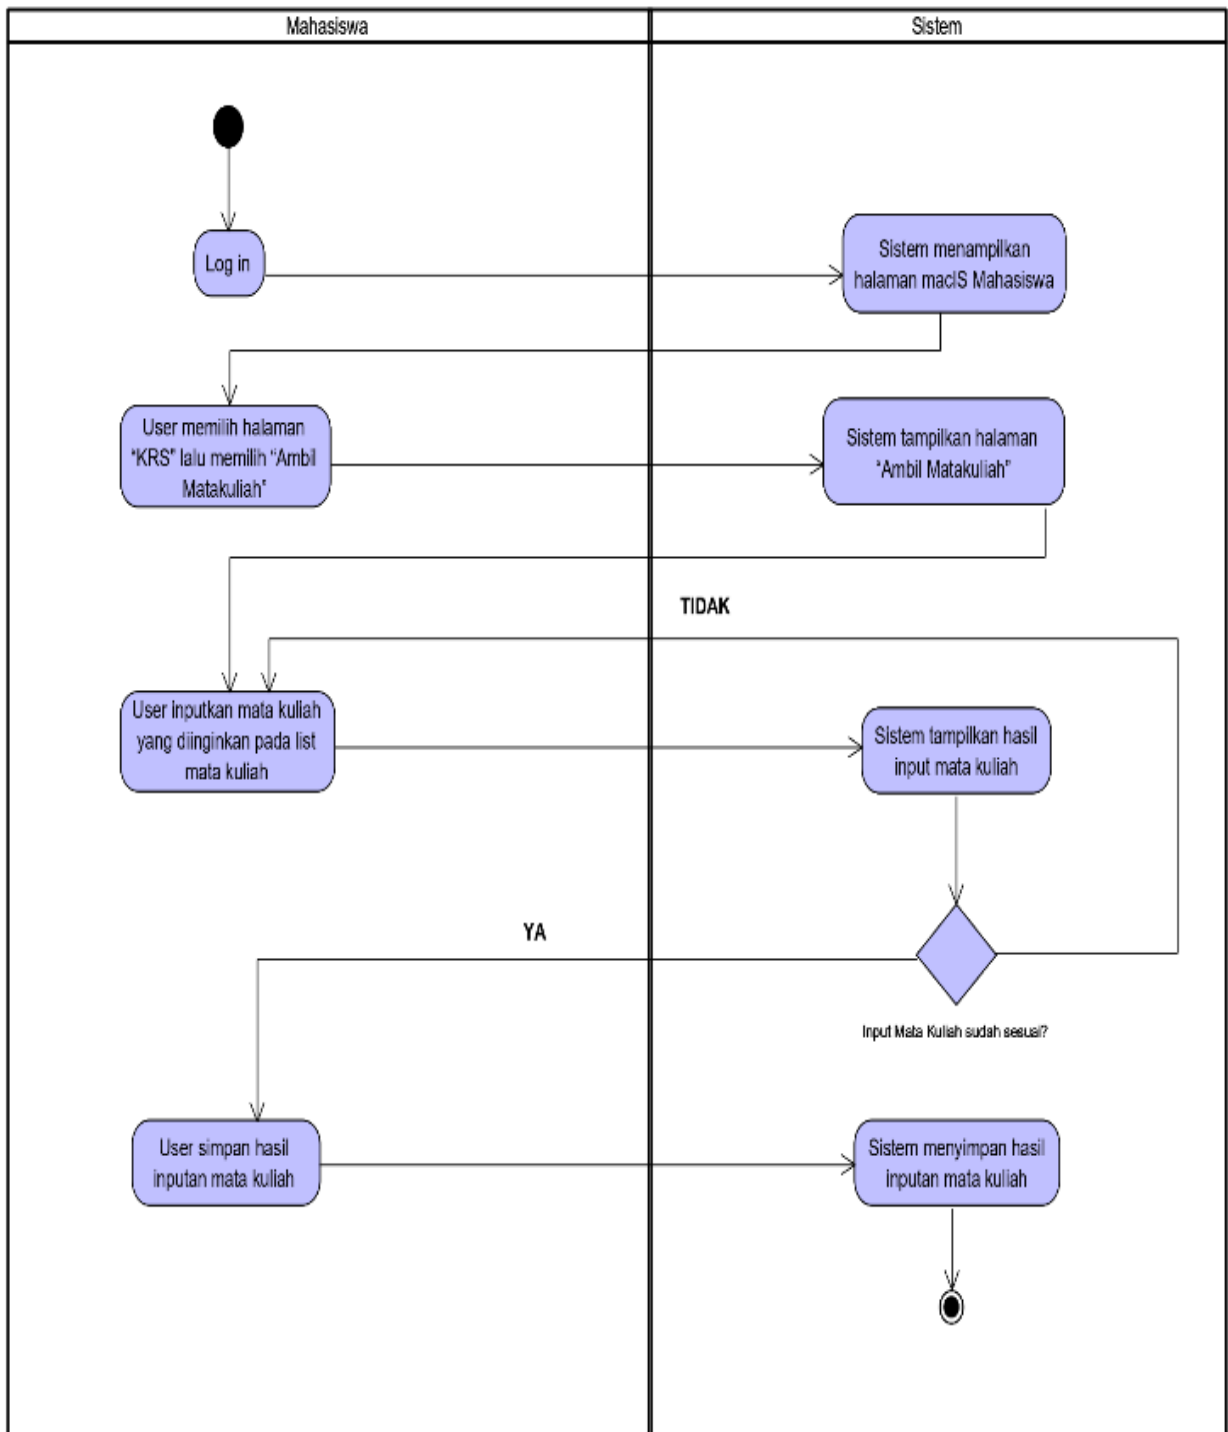 Mahasiswa
Sistem
Log in
Sistem menampilkan
halaman macIS Mahasiswa
User memilih halaman
“KRS” lalu memilih “Ambil
Matakuliah”
Sistem tampilkan halaman
“Ambil Matakuliah”
TIDAK
User inputkan mata kuliah
yang diinginkan pada list
mata kuliah
Sistem tampilkan hasil
input mata kuliah
YA
Input Mata Kuliah sudah sesuai?
User simpan hasil
inputan mata kuliah
Sistem menyimpan hasil
inputan mata kuliah